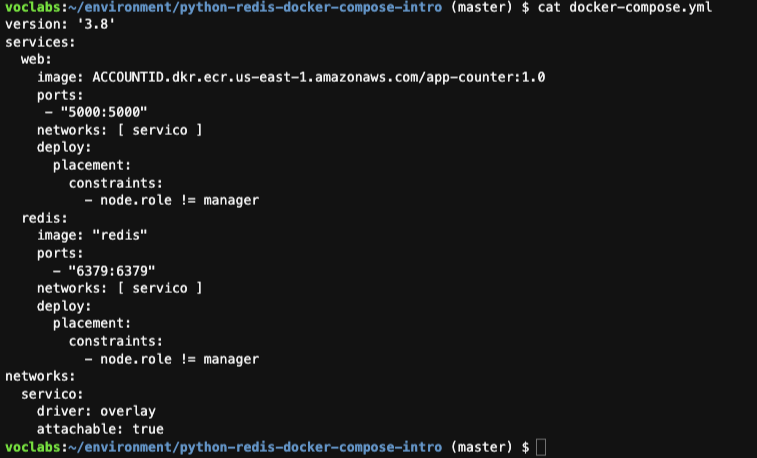 voclabs:~/environment/python-redis-docker-compose-intro (master) $ cat docker-compose.yml
version: '3.8'
services:
  web:
    image: ACCOUNTID.dkr.ecr.us-east-1.amazonaws.com/app-counter:1.0
    ports:
     - "5000:5000"
    networks: [ servico ]
    deploy:
      placement:
        constraints:
          - node.role != manager
  redis:
    image: "redis"
    ports:
      - "6379:6379"
    networks: [ servico ]
    deploy:
      placement:
        constraints:
          - node.role != manager
networks:
  servico:
    driver: overlay
    attachable: true
voclabs:~/environment/python-redis-docker-compose-intro (master) $